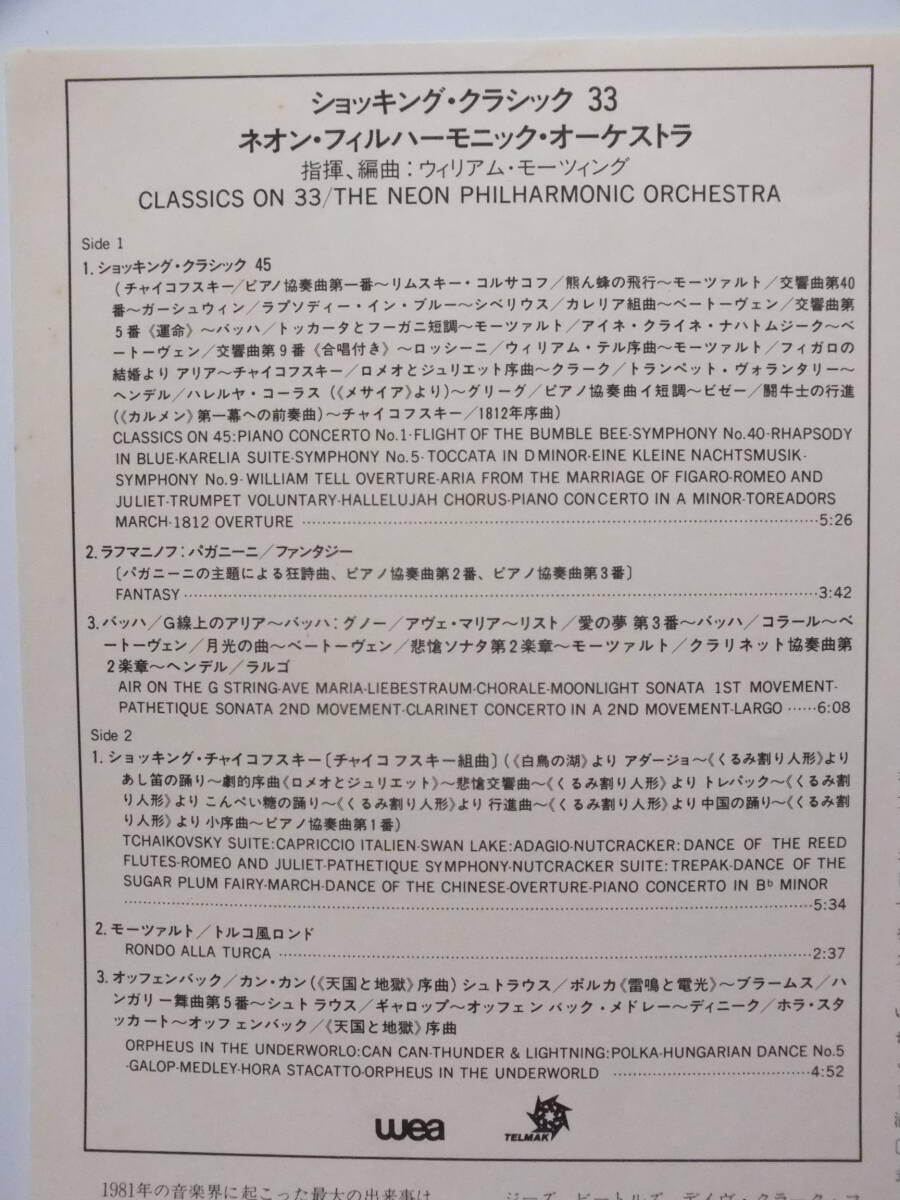 ショッキング・クラシック 33
ネオン・フィルハーモニック・オーケストラ
指揮、編曲：ウィリアム・モーツィング
CLASSICS ON 33/THE NEON PHILHARMONIC ORCHESTRA
Side 1
1. ショッキング・クラシック 45
(チャイコフスキー/ピアノ協奏曲第一番～リムスキー・コルサコフ/熊ん蜂の飛行～モーツァルト/交響曲第40
番～ガーシュウィン/ラプソディー・イン・ブルー～シベリウス/カレリア組曲～ベートーヴェン/交響曲第
5番《運命》～バッハ/トッカータとフーガニ短調～モーツァルト/アイネ・クライネ・ナハトムジーク～ベ
ートーヴェン/交響曲第9番《合唱付き》～ロッシーニ/ウィリアム・テル序曲～モーツァルト/フィガロの
結婚より アリア～チャイコフスキー/ロメオとジュリエット序曲～クラーク/トランペット・ヴォランタリー～
ヘンデル/ハレルヤ・コーラス(《メサイア》より)～グリーグ/ピアノ協奏曲イ短調～ビゼー/闘牛士の行進
(《カルメン》第一幕への前奏曲)～チャイコフスキー/1812年序曲)
CLASSICS ON 45:PIANO CONCERTO No.1-FLIGHT OF THE BUMBLE BEE-SYMPHONY No.40-RHAPSODY
IN BLUE-KARELIA SUITE-SYMPHONY No.5-TOCCATA IN D MINOR-EINE KLEINE NACHTSMUSIK-
SYMPHONY No.9-WILLIAM TELL OVERTURE-ARIA FROM THE MARRIAGE OF FIGARO-ROMEO AND
JULIET-TRUMPET VOLUNTARY-HALLELUJAH CHORUS-PIANO CONCERTO IN A MINOR-TOREADORS
MARCH-1812 OVERTURE ……5:26
2. ラフマニノフ：パガニーニ/ファンタジー
〔パガニーニの主題による狂詩曲、ピアノ協奏曲第2番、ピアノ協奏曲第3番〕
FANTASY……3:42
3. バッハ/G線上のアリア～バッハ：グノー/アヴェ・マリア～リスト/愛の夢 第3番～バッハ/コラール～ベ
ートーヴェン/月光の曲～ベートーヴェン/悲愴ソナタ第2楽章～モーツァルト/クラリネット協奏曲第
2楽章～ヘンデル/ラルゴ
AIR ON THE G STRING-AVE MARIA-LIEBESTRAUM-CHORALE-MOONLIGHT SONATA 1ST MOVEMENT-
PATHETIQUE SONATA 2ND MOVEMENT-CLARINET CONCERTO IN A 2ND MOVEMENT-LARGO ……6:08
Side 2
1. ショッキング・チャイコフスキー〔チャイコフスキー組曲〕(《白鳥の湖》より アダージョ～《くるみ割り人形》より
あし笛の踊り～劇的序曲《ロメオとジュリエット》～悲愴交響曲～《くるみ割り人形》より トレパック～《くるみ割
り人形》より こんぺい糖の踊り～《くるみ割り人形》より 行進曲～《くるみ割り人形》より 中国の踊り～《くるみ割
り人形》より 小序曲～ピアノ協奏曲第1番)
TCHAIKOVSKY SUITE:CAPRICCIO ITALIEN-SWAN LAKE:ADAGIO-NUTCRACKER:DANCE OF THE REED
FLUTES-ROMEO AND JULIET-PATHETIQUE SYMPHONY-NUTCRACKER SUITE:TREPAK-DANCE OF THE
SUGAR PLUM FAIRY-MARCH-DANCE OF THE CHINESE-OVERTURE-PIANO CONCERTO IN B♭ MINOR
……5:34
2. モーツァルト/トルコ風ロンド
RONDO ALLA TURCA ……2:37
3. オッフェンバック/カン・カン(《天国と地獄》序曲) シュトラウス/ポルカ《雷鳴と電光》～ブラームス/ハ
ンガリー舞曲第5番～シュトラウス/ギャロップ～オッフェンバック・メドレー～ディニーク/ホラ・スタ
ッカート～オッフェンバック/《天国と地獄》序曲
ORPHEUS IN THE UNDERWORLO:CAN CAN-THUNDER & LIGHTNING:POLKA-HUNGARIAN DANCE No.5
-GALOP-MEDLEY-HORA STACATTO-ORPHEUS IN THE UNDERWORLD ……4:52
wea
TELMAK
1981年の音楽界に起こった最大の出来事は
ジーズ、ビートルズ、デイヴ・クラーク